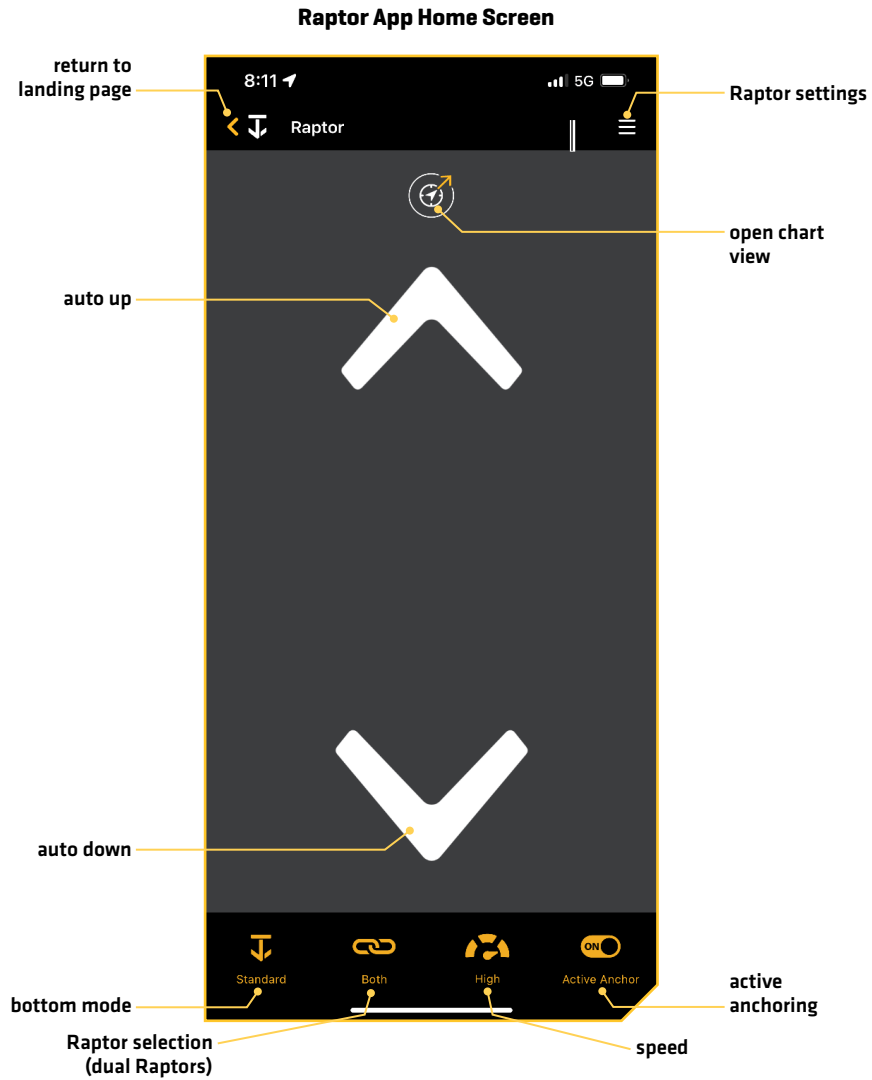 Raptor App Home Screen
return to
landing page
8:11
5G
Raptor settings
Raptor
open chart
view
auto up
auto down
ON
Standard
Both
High
Active Anchor
bottom mode
active
anchoring
Raptor selection
(dual Raptors)
speed